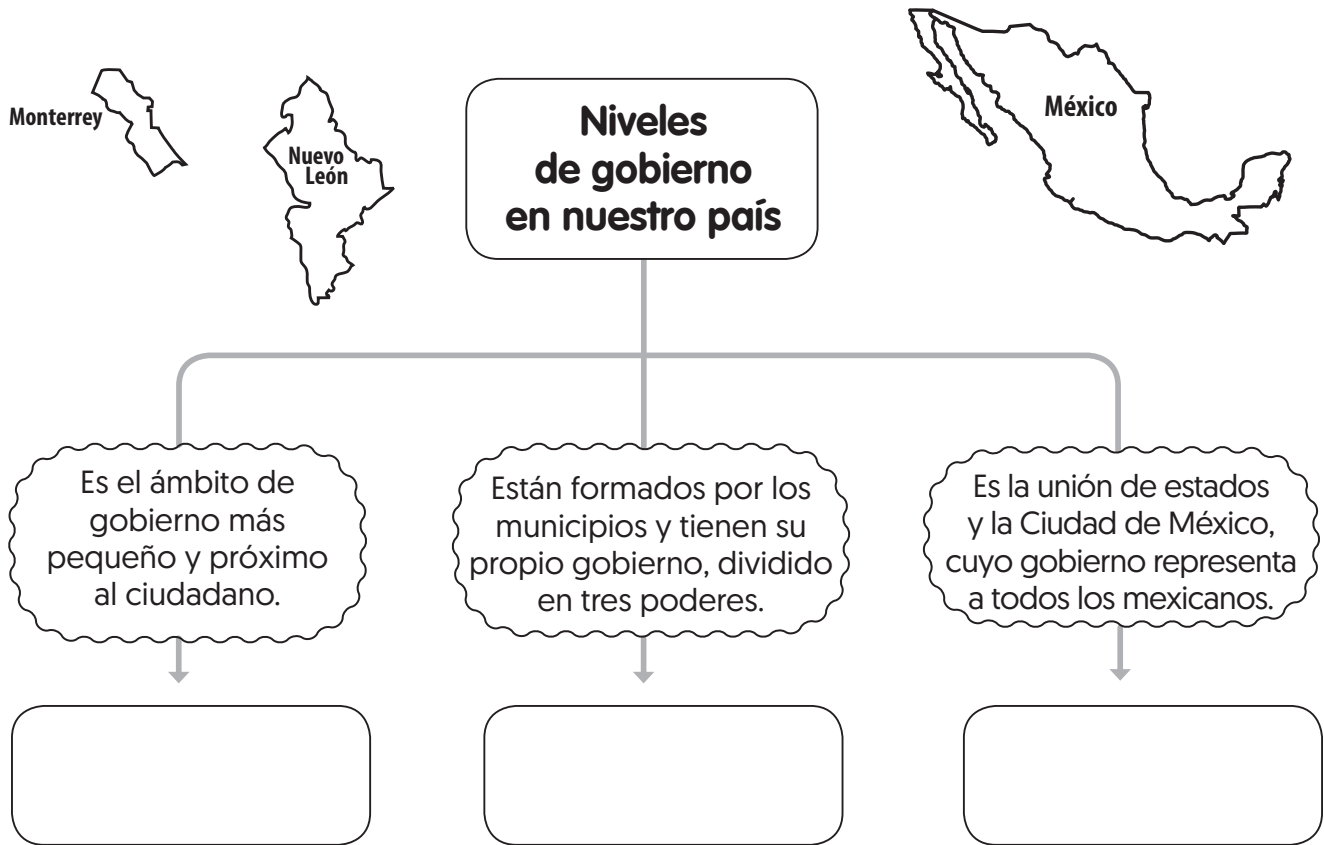 Monterrey
Nuevo
León
Niveles
de gobierno
en nuestro país
México
Es el ámbito de
gobierno más
pequeño y próximo
al ciudadano.
Están formados por los
municipios y tienen su
propio gobierno, dividido
en tres poderes.
Es la unión de estados
y la Ciudad de México,
cuyo gobierno representa
a todos los mexicanos.